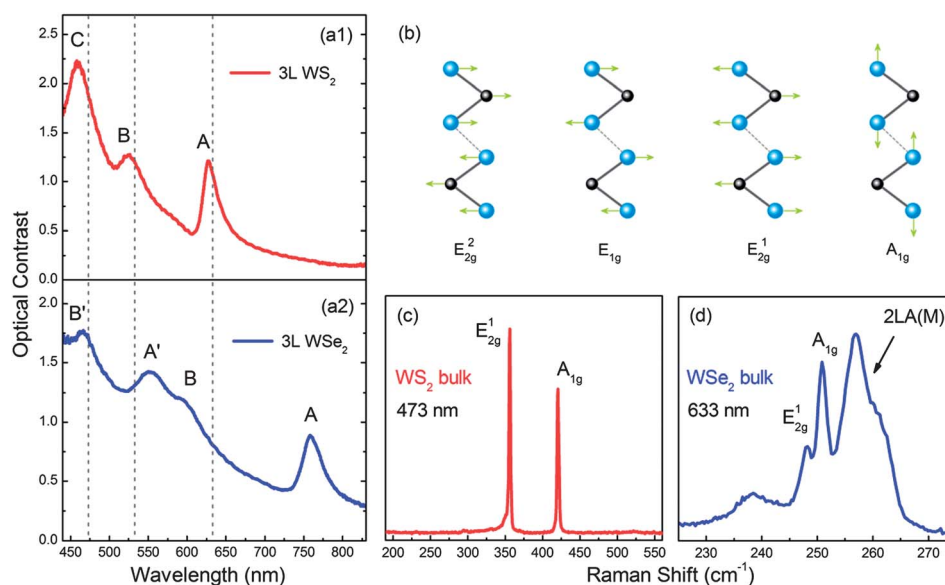 (a1)
C
3L WS₂
B
A
2.5
2.0
1.5
1.0
0.5
0.0
(a2)
B'
3L WSe₂
A'
B
A
2.0
1.5
1.0
0.5
0.0
450 500 550 600 650 700 750 800
Wavelength (nm)
Optical Contrast
(b)
E²₂g E₁g E¹₂g A₁g
(c)
E¹₂g
A₁g
WS₂ bulk
473 nm
200 250 300 350 400 450 500 550
(d)
2LA(M)
A₁g
WSe₂ bulk
633 nm
E¹₂g
230 240 250 260 270
Raman Shift (cm⁻¹)